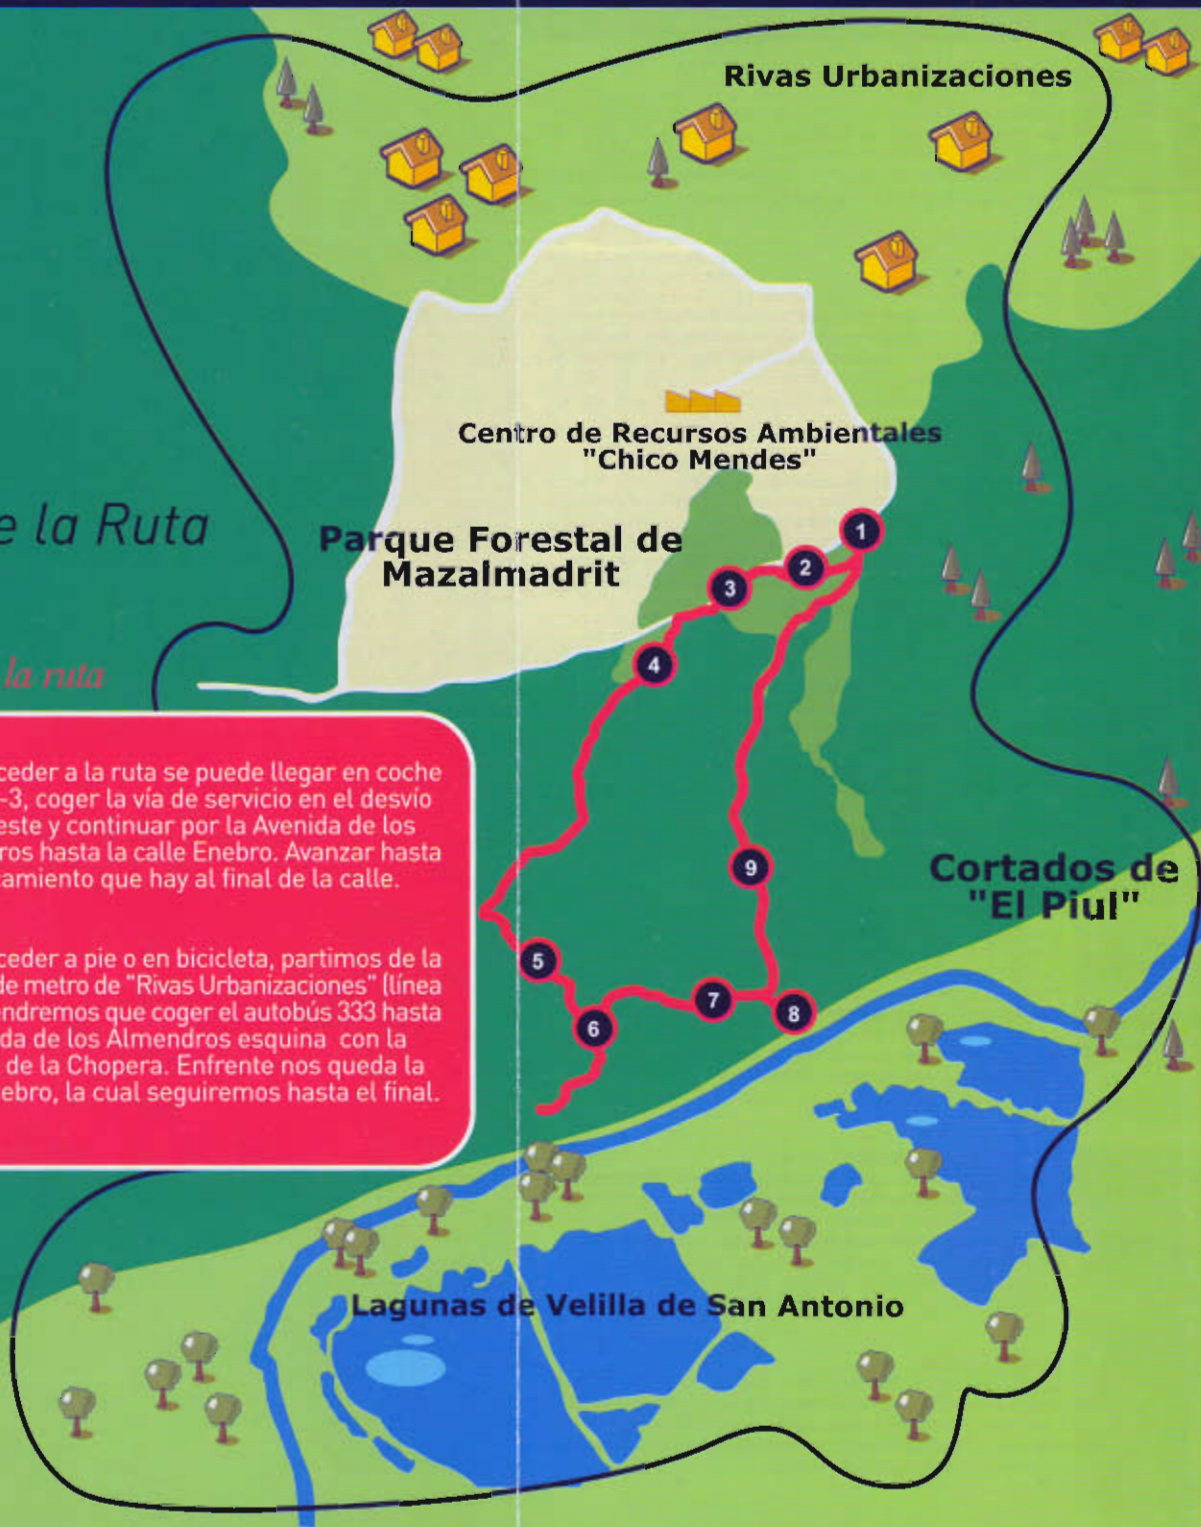 Rivas Urbanizaciones
Centro de Recursos Ambientales
"Chico Mendes"
Parque Forestal de
Mazalmadrit
e la Ruta
la ruta
1
2
3
4
5
6
7
8
9
ceder a la ruta se puede llegar en coche
-3, coger la vía de servicio en el desvío
este y continuar por la Avenida de los
ros hasta la calle Enebro. Avanzar hasta
camiento que hay al final de la calle.
ceder a pie o en bicicleta, partimos de la
de metro de "Rivas Urbanizaciones" (línea
endremos que coger el autobús 333 hasta
da de los Almendros esquina con la
de la Chopera. Enfrente nos queda la
ebro, la cual seguiremos hasta el final.
Cortados de
"El Piul"
Lagunas de Velilla de San Antonio